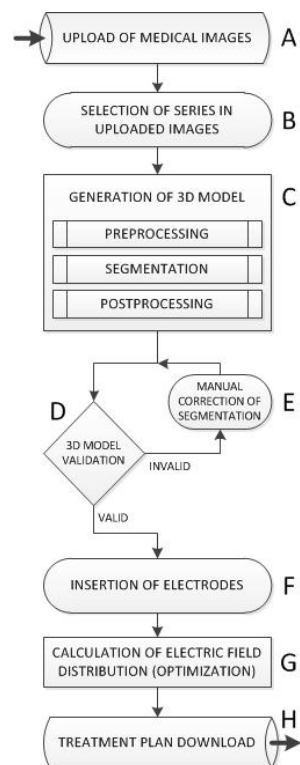 UPLOAD OF MEDICAL IMAGES
A
SELECTION OF SERIES IN
UPLOADED IMAGES
B
GENERATION OF 3D MODEL
C
PREPROCESSING
SEGMENTATION
POSTPROCESSING
MANUAL
CORRECTION OF
SEGMENTATION
E
D
3D MODEL
VALIDATION
INVALID
VALID
INSERTION OF ELECTRODES
F
CALCULATION OF ELECTRIC FIELD
DISTRIBUTION (OPTIMIZATION)
G
H
TREATMENT PLAN DOWNLOAD